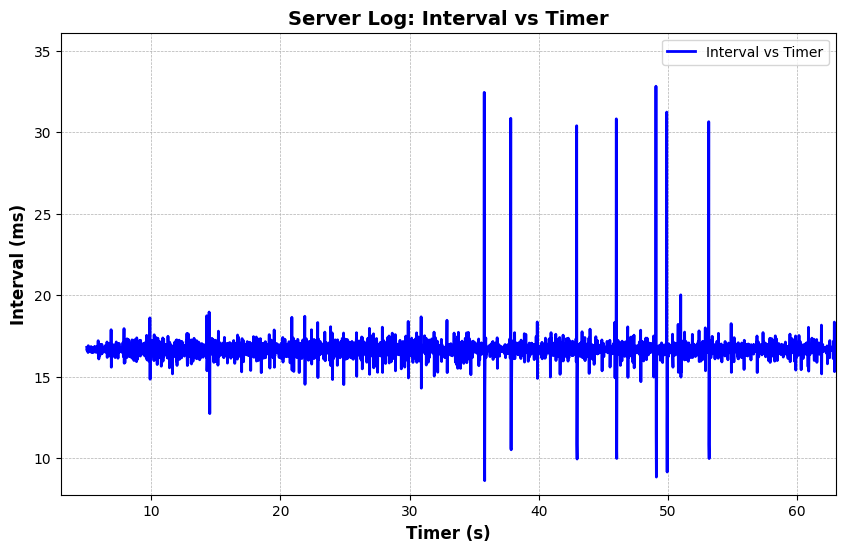 Server Log: Interval vs Timer
Interval vs Timer
35
30
25
20
15
10
Interval (ms)
10 20 30 40 50 60
Timer (s)